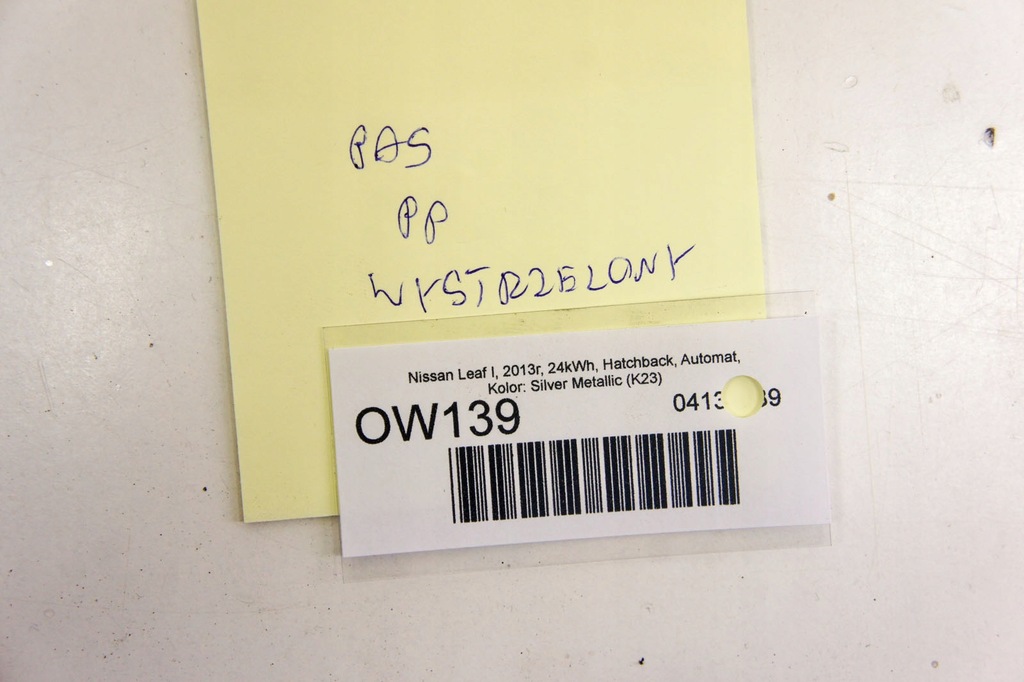 PAS
PP
WYSTRZELONY
Nissan Leaf I, 2013r, 24kWh, Hatchback, Automat,
Kolor: Silver Metallic (K23)
OW139